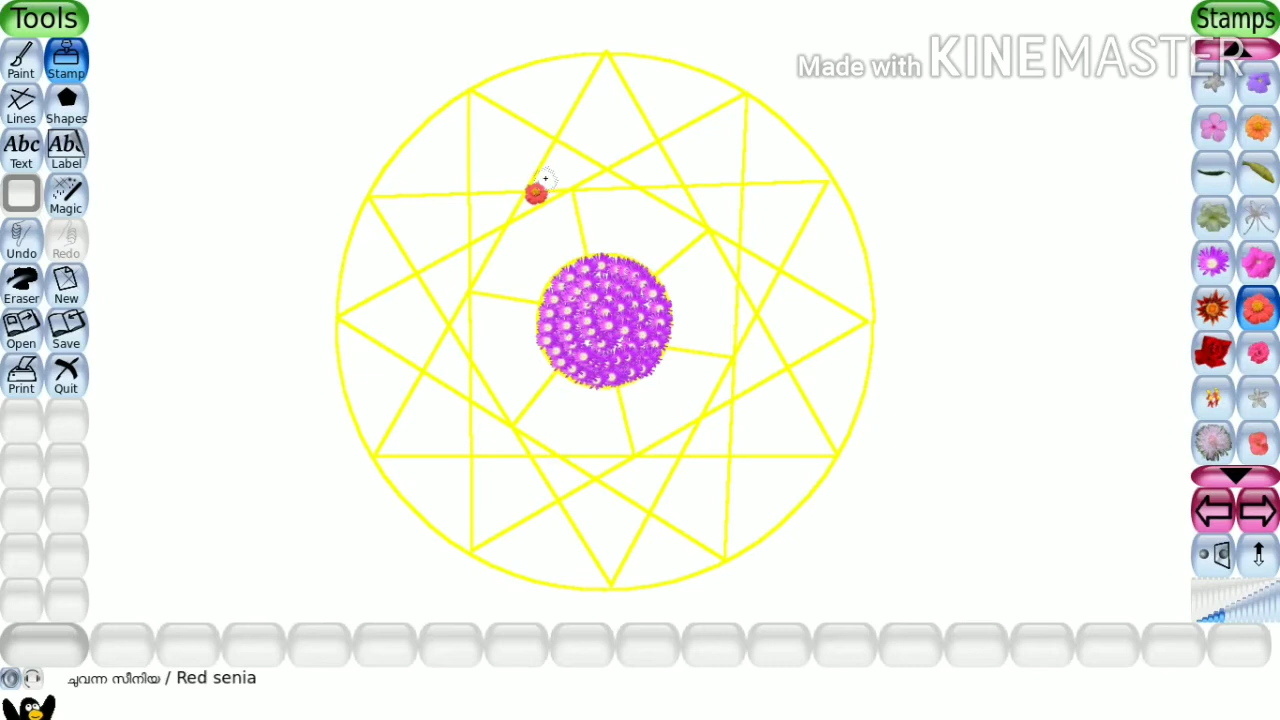 Tools
Stamps
Made with KINEMASTER
Paint
Stamp
Lines
Shapes
Abc
Text
Abc
Label
Magic
Undo
Redo
Eraser
New
Open
Save
Print
Quit
ചുവന്ന സീനിയ / Red senia